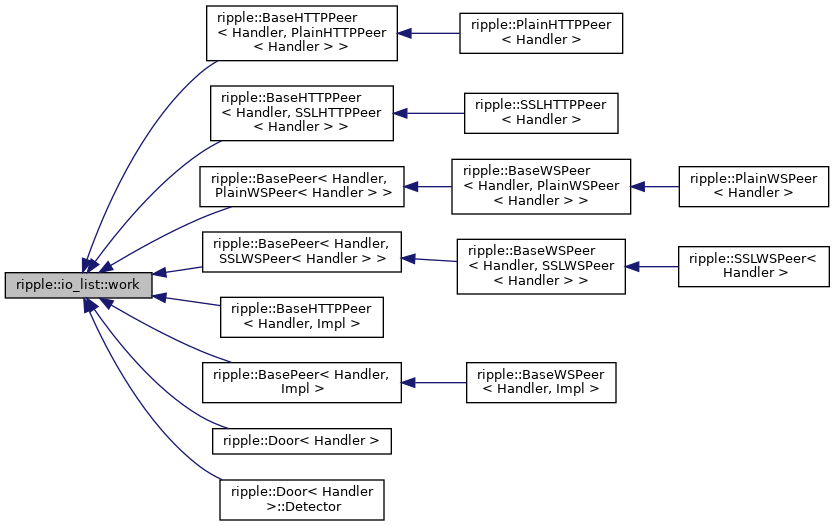 ripple::BaseHTTPPeer
< Handler, PlainHTTPPeer
< Handler > >
ripple::PlainHTTPPeer
< Handler >
ripple::BaseHTTPPeer
< Handler, SSLHTTPPeer
< Handler > >
ripple::SSLHTTPPeer
< Handler >
ripple::BasePeer< Handler,
PlainWSPeer< Handler > >
ripple::BaseWSPeer
< Handler, PlainWSPeer
< Handler > >
ripple::PlainWSPeer
< Handler >
ripple::BasePeer< Handler,
SSLWSPeer< Handler > >
ripple::BaseWSPeer
< Handler, SSLWSPeer
< Handler > >
ripple::SSLWSPeer<
Handler >
ripple::io_list::work
ripple::BaseHTTPPeer
< Handler, Impl >
ripple::BasePeer< Handler,
Impl >
ripple::BaseWSPeer
< Handler, Impl >
ripple::Door< Handler >
ripple::Door< Handler
>::Detector